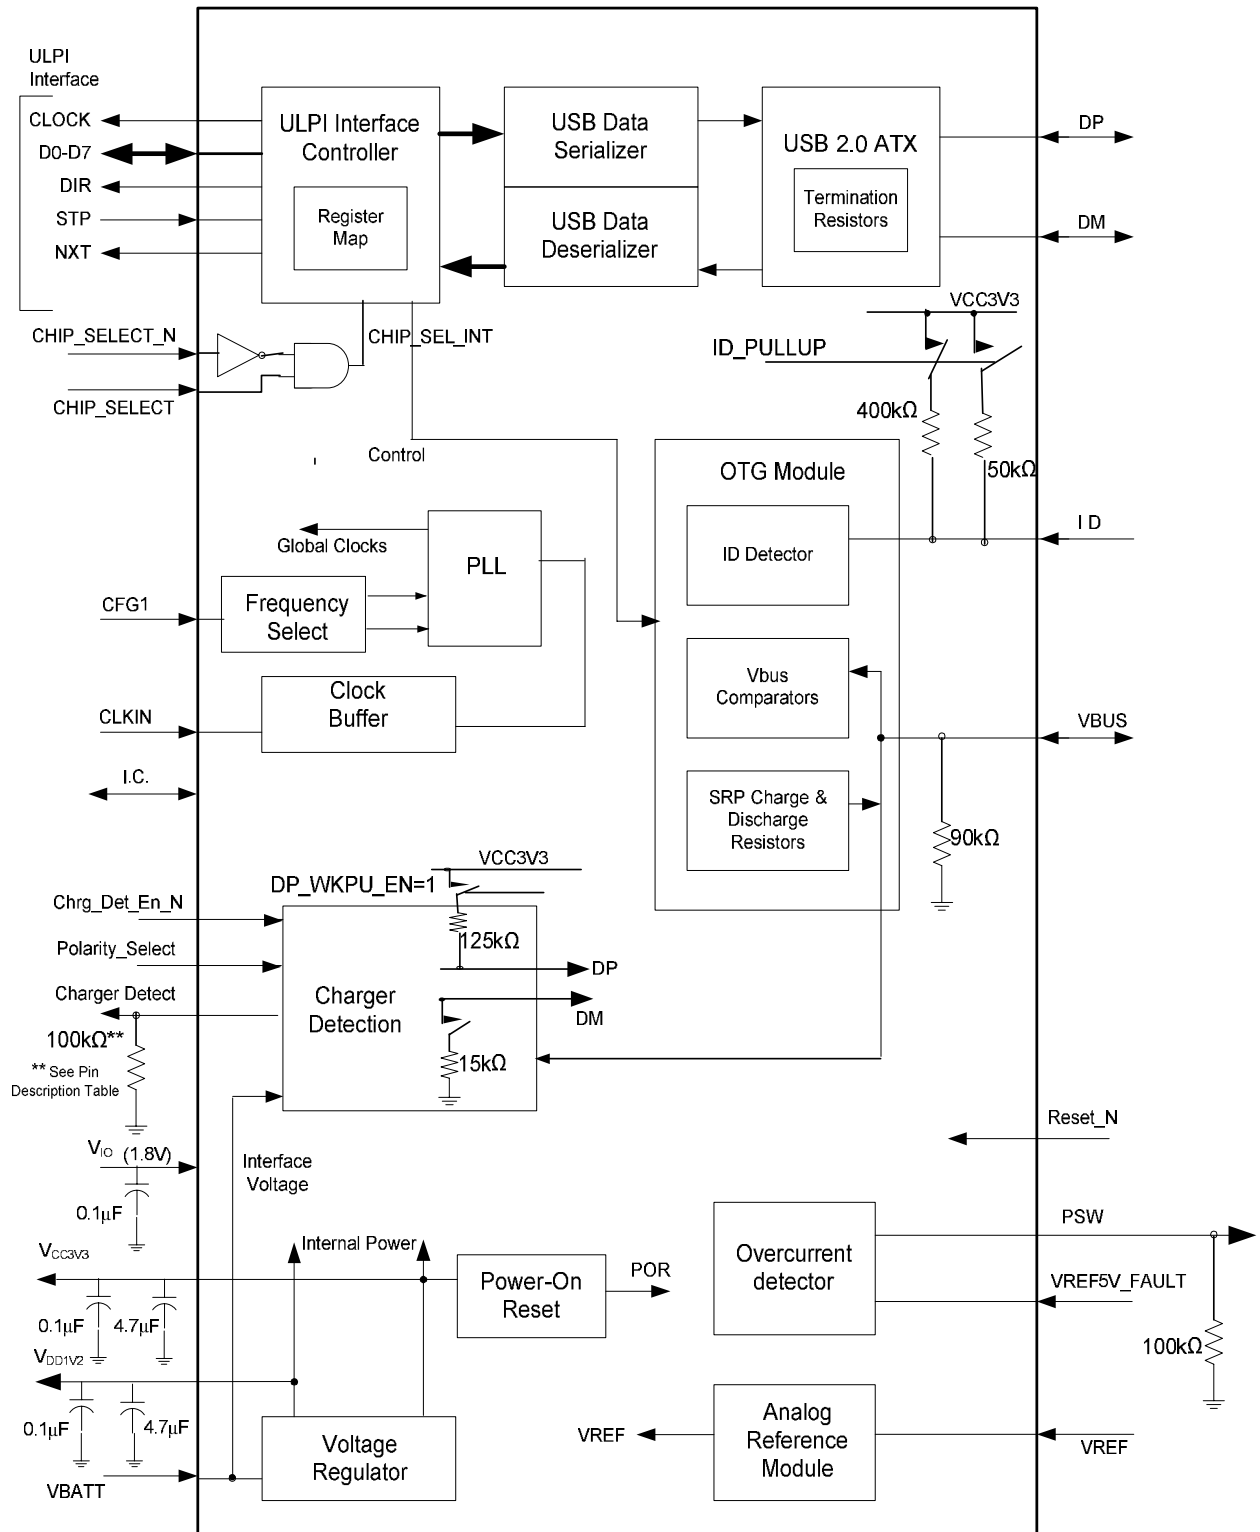 ULPI
Interface
CLOCK
D0-D7
DIR
STP
NXT
ULPI Interface
Controller
Register
Map
USB Data
Serializer
USB Data
Deserializer
USB 2.0 ATX
Termination
Resistors
DP
DM
CHIP_SELECT_N
CHIP_SELECT
CHIP_SEL_INT
VCC3V3
ID_PULLUP
400kΩ
50kΩ
Control
OTG Module
ID Detector
I D
Vbus
Comparators
VBUS
SRP Charge &
Discharge
Resistors
90kΩ
Global Clocks
PLL
CFG1
Frequency
Select
Clock
Buffer
CLKIN
I.C.
VCC3V3
DP_WKPU_EN=1
Chrg_Det_En_N
Polarity_Select
Charger Detect
125kΩ
DP
Charger
Detection
DM
15kΩ
100kΩ**
** See Pin
Description Table
Reset_N
VIO (1.8V)
0.1μF
Interface
Voltage
Internal Power
VCC3V3
0.1μF
4.7μF
Power-On
Reset
POR
Overcurrent
detector
PSW
VREF5V_FAULT
100kΩ
VDD1V2
0.1μF
4.7μF
VBATT
Voltage
Regulator
VREF
Analog
Reference
Module
VREF